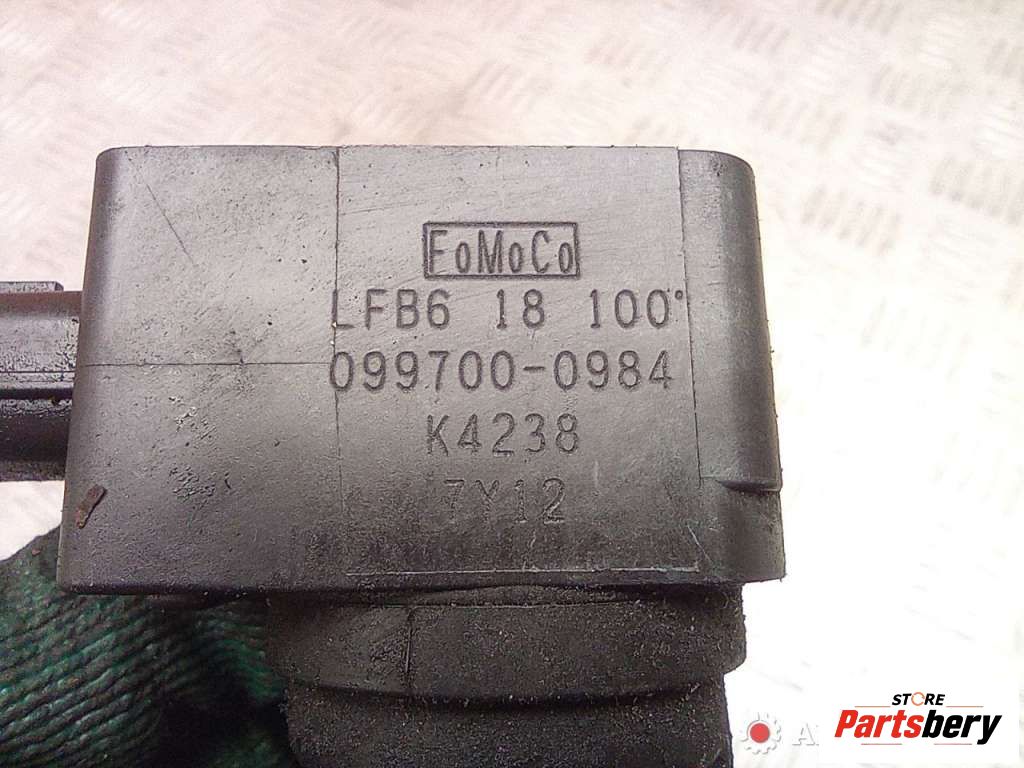 FoMoCo
LFB6 18 100°
099700-0984
K4238
7Y12
STORE
Partsbery